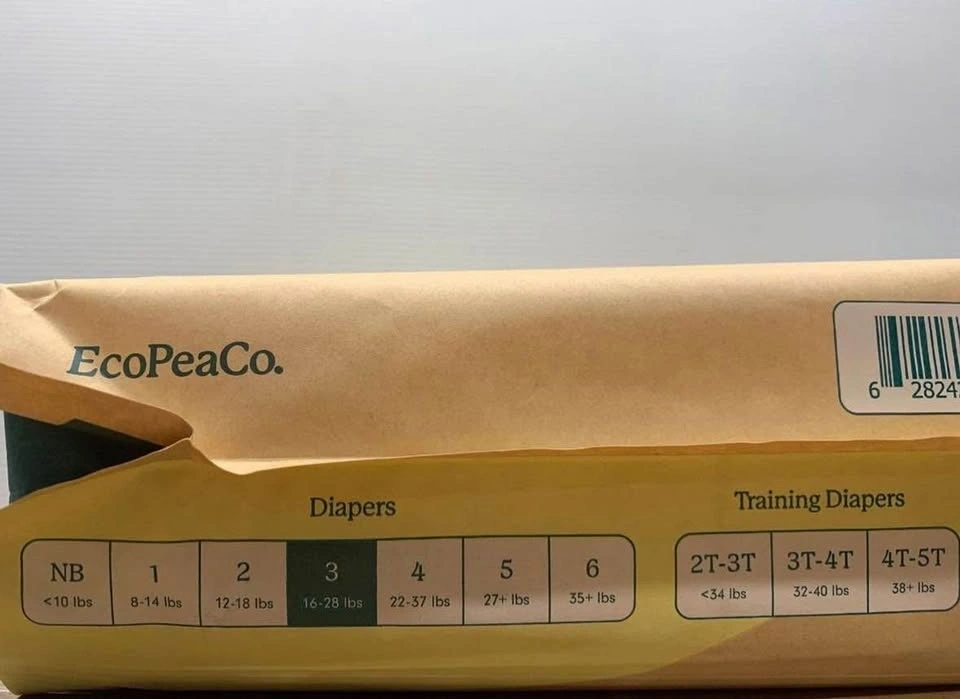 EcoPeaCo.
6 28247
Diapers
NB 1 2 3 4 5 6
<10 lbs 8-14 lbs 12-18 lbs 16-28 lbs 22-37 lbs 27+ lbs 35+ lbs
Training Diapers
2T-3T 3T-4T 4T-5T
<34 lbs 32-40 lbs 38+ lbs